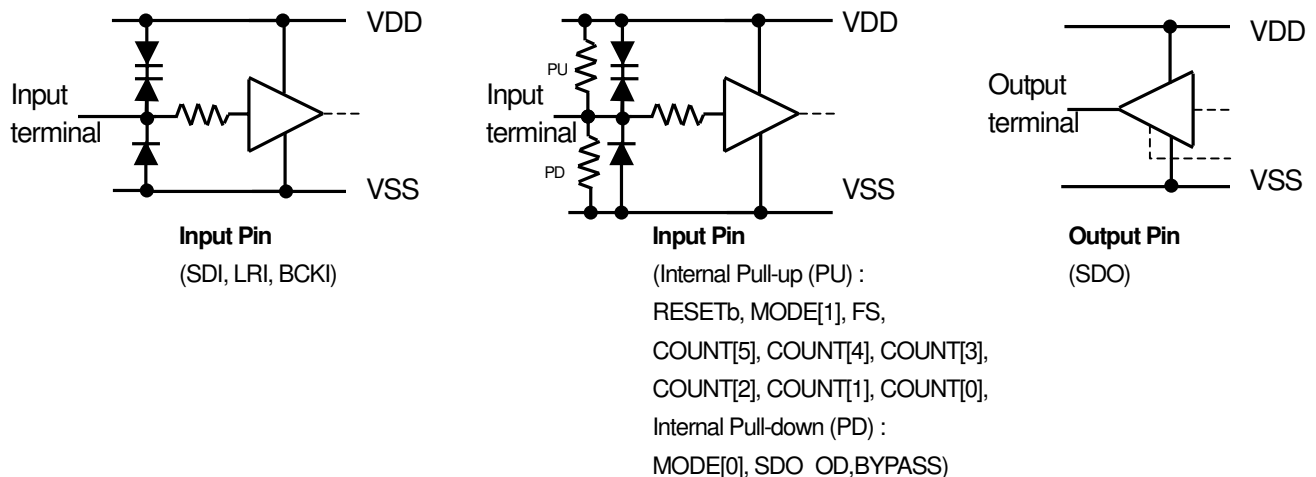 VDD
Input
terminal
VSS
Input Pin
(SDI, LRI, BCKI)
VDD
PU
Input
terminal
PD
VSS
Input Pin
(Internal Pull-up (PU) :
RESETb, MODE[1], FS,
COUNT[5], COUNT[4], COUNT[3],
COUNT[2], COUNT[1], COUNT[0],
Internal Pull-down (PD) :
MODE[0], SDO_OD,BYPASS)
VDD
Output
terminal
VSS
Output Pin
(SDO)